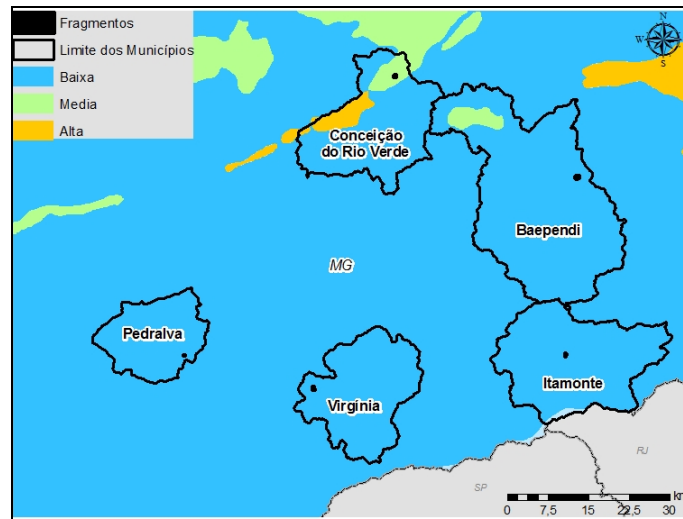 Fragmentos
Limite dos Municípios
Baixa
Media
Alta
N
W
E
S
Conceição
do Rio Verde
Baependi
MG
Pedralva
Virgínia
Itamonte
RJ
SP
km
0 7,5 15 22,5 30